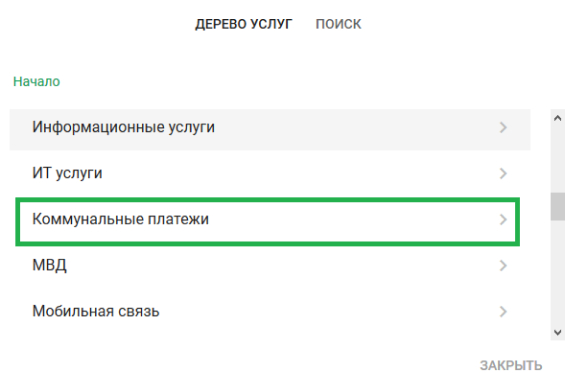 ДЕРЕВО УСЛУГ ПОИСК
Начало
Информационные услуги
ИТ услуги
Коммунальные платежи
МВД
Мобильная связь
ЗАКРЫТЬ